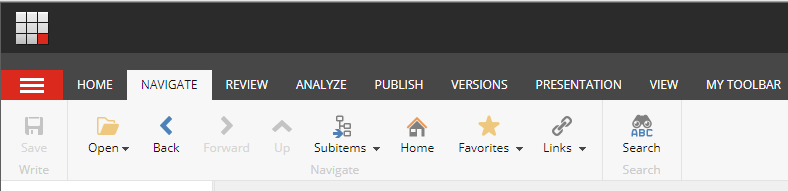 HOME NAVIGATE REVIEW ANALYZE PUBLISH VERSIONS PRESENTATION VIEW MY TOOLBAR
ABC
Save Open Back Forward Up Subitems Home Favorites Links Search
Write Navigate Search